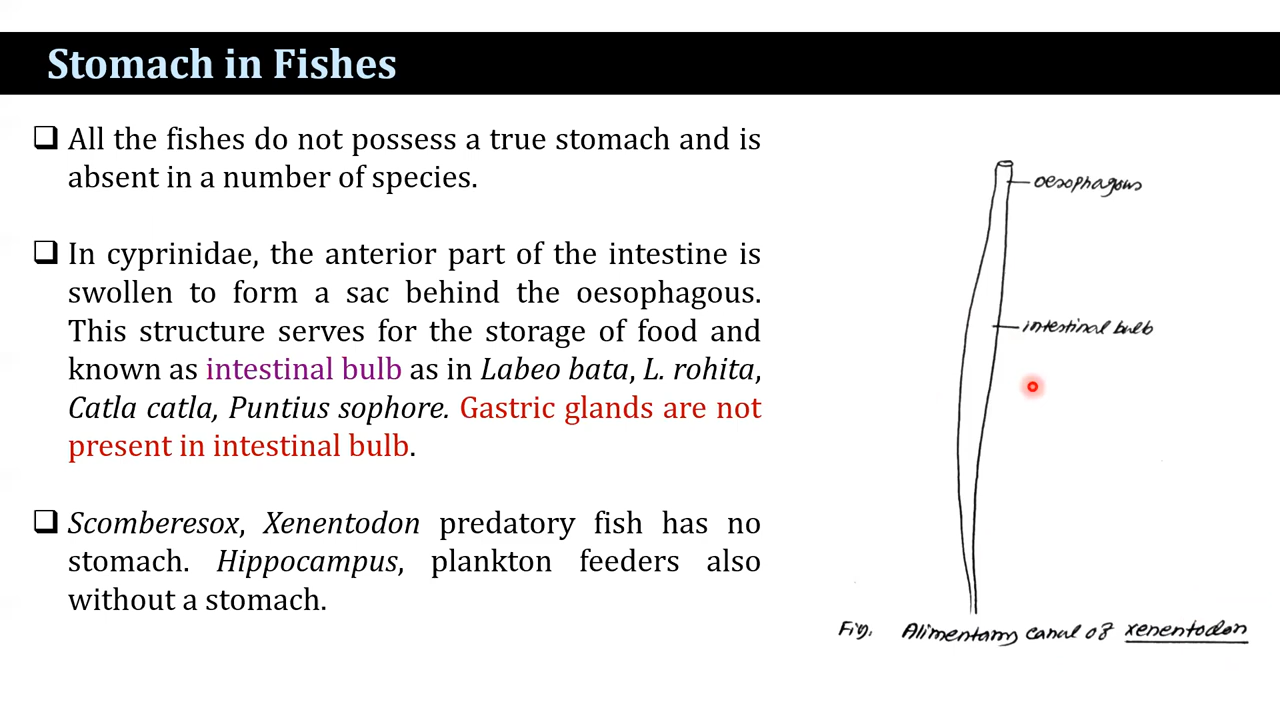 Stomach in Fishes
All the fishes do not possess a true stomach and is
absent in a number of species.
In cyprinidae, the anterior part of the intestine is
swollen to form a sac behind the oesophagous.
This structure serves for the storage of food and
known as intestinal bulb as in Labeo bata, L. rohita,
Catla catla, Puntius sophore. Gastric glands are not
present in intestinal bulb.
Scomberesox, Xenentodon predatory fish has no
stomach. Hippocampus, plankton feeders also
without a stomach.
oesophagous
intestinal bulb
Fig. Alimentary canal of xenentodon